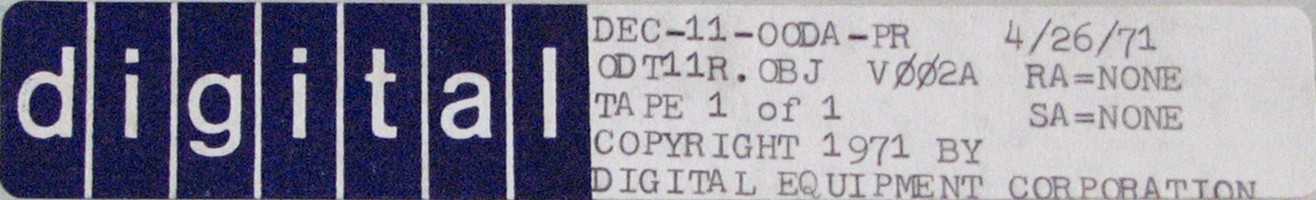 digital
DEC-11-OODA-PR 4/26/71
ODT11R.OBJ VØØ2A RA=NONE
TAPE 1 of 1 SA=NONE
COPYRIGHT 1971 BY
DIGITAL EQUIPMENT CORPORATION